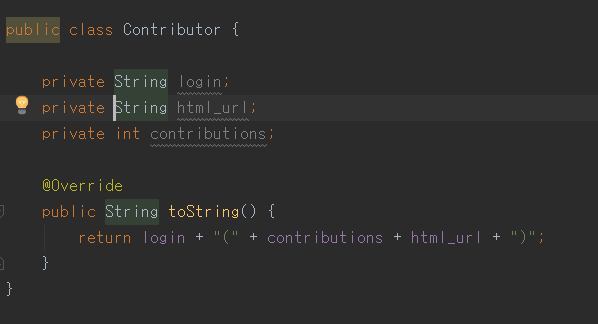 public class Contributor {
private String login;
private String html_url;
private int contributions;
@Override
public String toString() {
return login + "(" + contributions + html_url + ")";
}
}